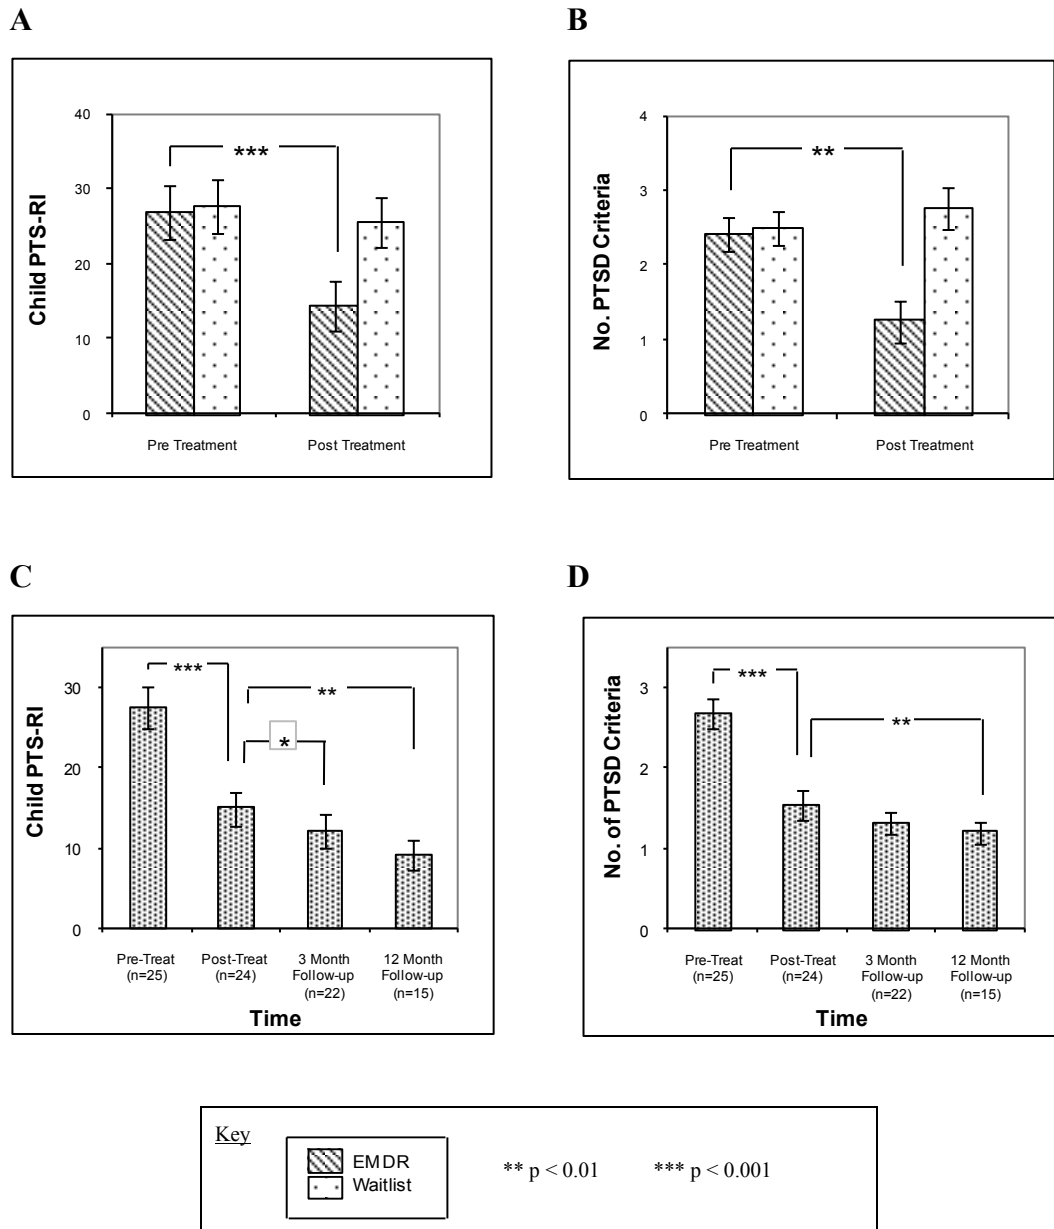 A
B
Child PTS-RI
40
30
20
10
0
***
Pre Treatment
Post Treatment
No. PTSD Criteria
4
3
2
1
0
**
Pre Treatment
Post Treatment
C
D
Child PTS-RI
30
20
10
0
***
**
*
Pre-Treat
(n=25)
Post-Treat
(n=24)
3 Month
Follow-up
(n=22)
12 Month
Follow-up
(n=15)
Time
No. of PTSD Criteria
3
2
1
0
***
**
Pre-Treat
(n=25)
Post-Treat
(n=24)
3 Month
Follow-up
(n=22)
12 Month
Follow-up
(n=15)
Time
Key
EMDR
Waitlist
** p < 0.01
*** p < 0.001